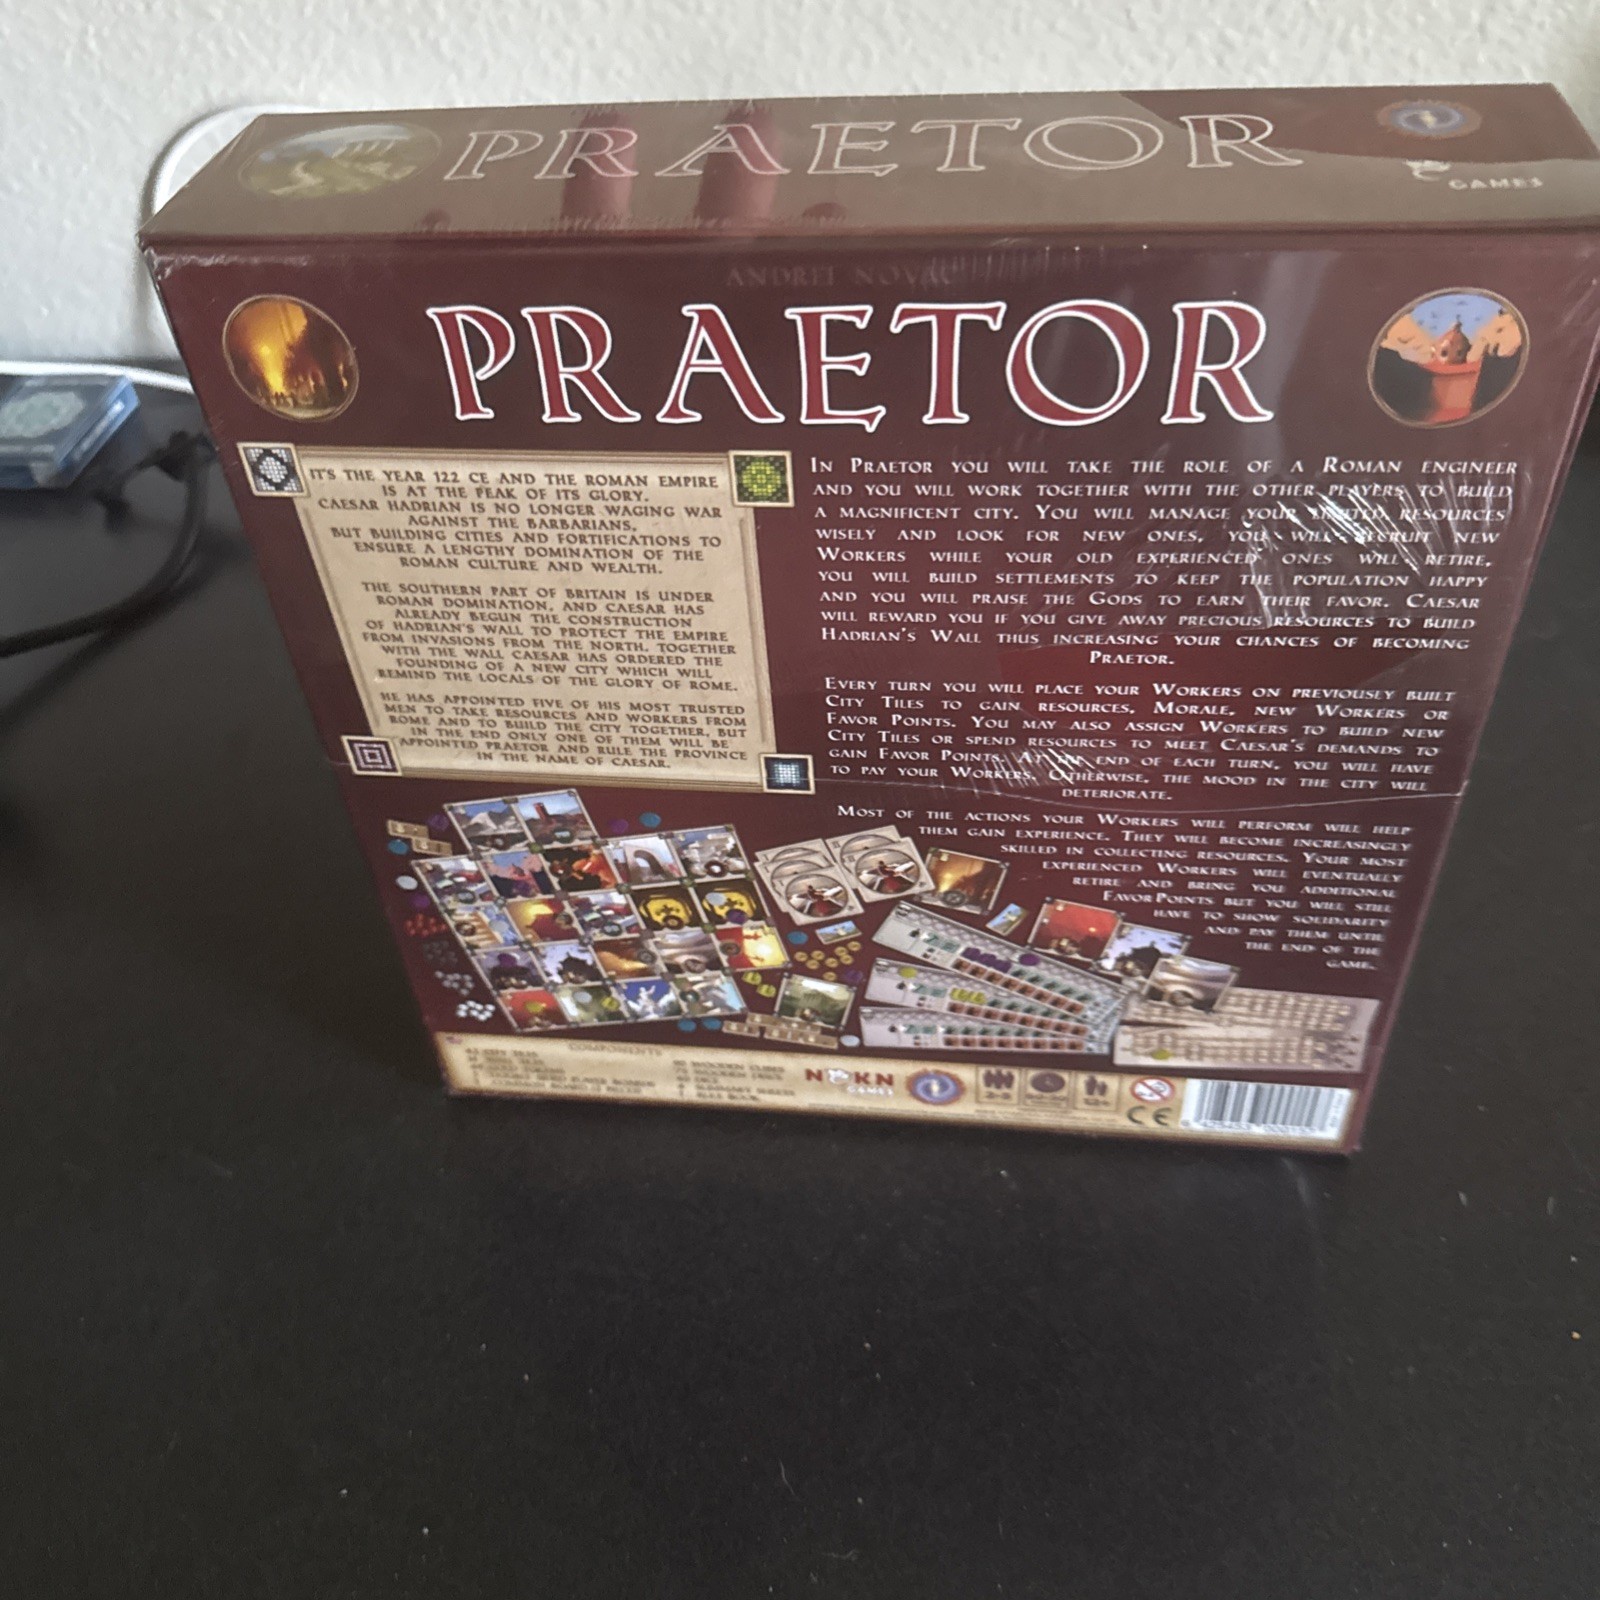 PRAETOR
GAMES
ANDREI NOVAC
PRAETOR
IT'S THE YEAR 122 CE AND THE ROMAN EMPIRE
IS AT THE PEAK OF ITS GLORY.
CAESAR HADRIAN IS NO LONGER WAGING WAR
AGAINST THE BARBARIANS,
BUT BUILDING CITIES AND FORTIFICATIONS TO
ENSURE A LENGTHY DOMINATION OF THE
ROMAN CULTURE AND WEALTH.
THE SOUTHERN PART OF BRITAIN IS UNDER
ROMAN DOMINATION, AND CAESAR HAS
ALREADY BEGUN THE CONSTRUCTION
OF HADRIAN'S WALL TO PROTECT THE EMPIRE
FROM INVASIONS FROM THE NORTH. TOGETHER
WITH THE WALL CAESAR HAS ORDERED THE
FOUNDING OF A NEW CITY WHICH WILL
REMIND THE LOCALS OF THE GLORY OF ROME.
HE HAS APPOINTED FIVE OF HIS MOST TRUSTED
MEN TO TAKE RESOURCES AND WORKERS FROM
ROME AND TO BUILD THE CITY TOGETHER, BUT
IN THE END ONLY ONE OF THEM WILL BE
APPOINTED PRAETOR AND RULE THE PROVINCE
IN THE NAME OF CAESAR.
IN PRAETOR YOU WILL TAKE THE ROLE OF A ROMAN ENGINEER
AND YOU WILL WORK TOGETHER WITH THE OTHER PLAYERS TO BUILD
A MAGNIFICENT CITY. YOU WILL MANAGE YOUR LIMITED RESOURCES
WISELY AND LOOK FOR NEW ONES, YOU WILL RECRUIT NEW
WORKERS WHILE YOUR OLD EXPERIENCED ONES WILL RETIRE,
YOU WILL BUILD SETTLEMENTS TO KEEP THE POPULATION HAPPY
AND YOU WILL PRAISE THE GODS TO EARN THEIR FAVOR. CAESAR
WILL REWARD YOU IF YOU GIVE AWAY PRECIOUS RESOURCES TO BUILD
HADRIAN'S WALL THUS INCREASING YOUR CHANCES OF BECOMING
PRAETOR.
EVERY TURN YOU WILL PLACE YOUR WORKERS ON PREVIOUSLY BUILT
CITY TILES TO GAIN RESOURCES, MORALE, NEW WORKERS OR
FAVOR POINTS. YOU MAY ALSO ASSIGN WORKERS TO BUILD NEW
CITY TILES OR SPEND RESOURCES TO MEET CAESAR'S DEMANDS TO
GAIN FAVOR POINTS. AT THE END OF EACH TURN, YOU WILL HAVE
TO PAY YOUR WORKERS. OTHERWISE, THE MOOD IN THE CITY WILL
DETERIORATE.
MOST OF THE ACTIONS YOUR WORKERS WILL PERFORM WILL HELP
THEM GAIN EXPERIENCE. THEY WILL BECOME INCREASINGLY
SKILLED IN COLLECTING RESOURCES. YOUR MOST
EXPERIENCED WORKERS WILL EVENTUALLY
RETIRE AND BRING YOU ADDITIONAL
FAVOR POINTS BUT YOU WILL STILL
HAVE TO SHOW SOLIDARITY
AND PAY THEM UNTIL
THE END OF THE
GAME.
COMPONENTS
NSKN
GAMES
2-5
12+
CE